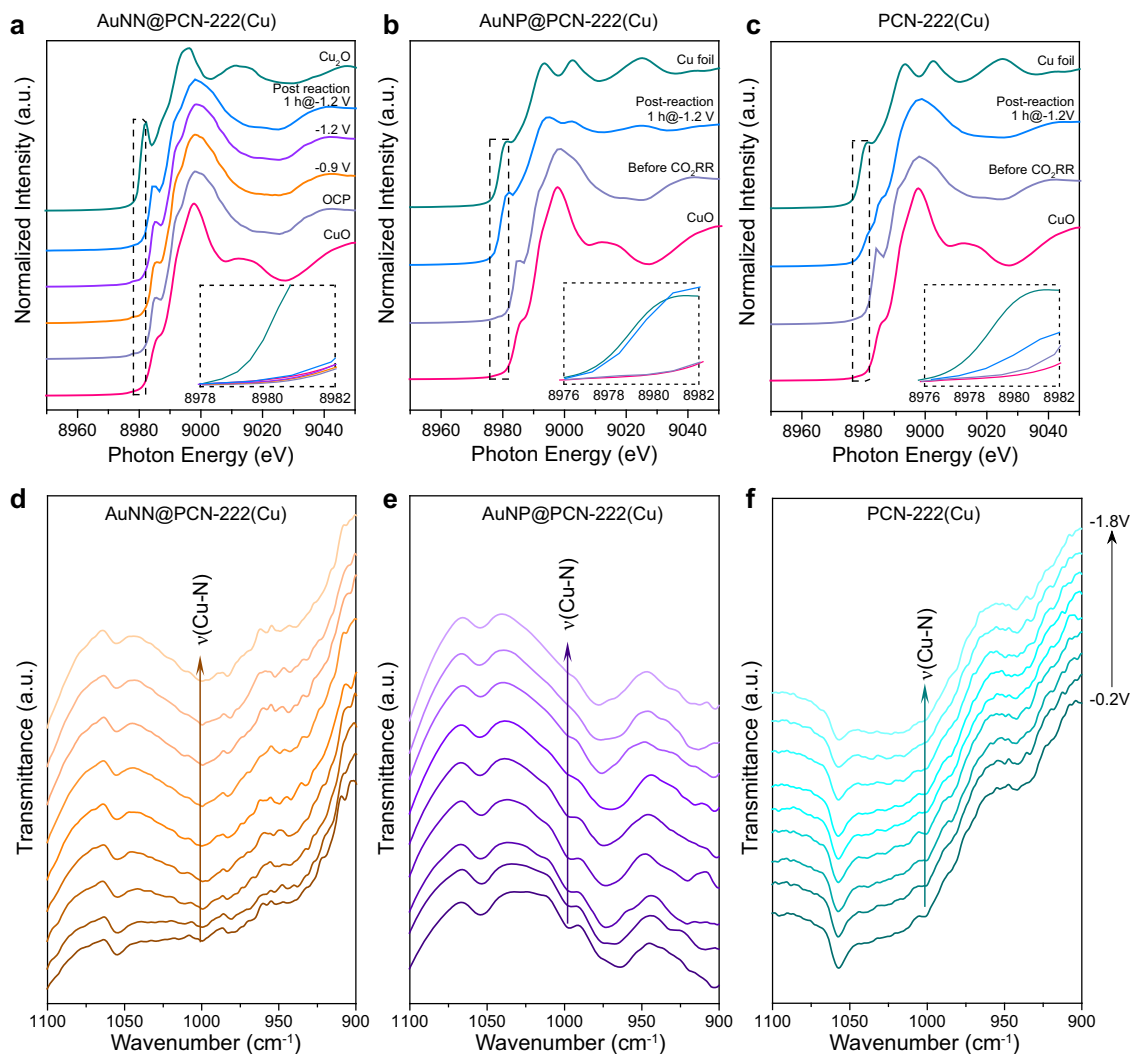 a
AuNN@PCN-222(Cu)
Normalized Intensity (a.u.)
Cu₂O
Post reaction
1 h@-1.2 V
-1.2 V
-0.9 V
OCP
CuO
8978 8980 8982
8960 8980 9000 9020 9040
Photon Energy (eV)
b
AuNP@PCN-222(Cu)
Normalized Intensity (a.u.)
Cu foil
Post-reaction
1 h@-1.2 V
Before CO₂RR
CuO
8976 8978 8980 8982
8960 8980 9000 9020 9040
Photon Energy (eV)
c
PCN-222(Cu)
Normalized Intensity (a.u.)
Cu foil
Post-reaction
1 h@-1.2V
Before CO₂RR
CuO
8976 8978 8980 8982
8960 8980 9000 9020 9040
Photon Energy (eV)
d
AuNN@PCN-222(Cu)
Transmittance (a.u.)
ν(Cu-N)
1100 1050 1000 950 900
Wavenumber (cm⁻¹)
e
AuNP@PCN-222(Cu)
Transmittance (a.u.)
ν(Cu-N)
1100 1050 1000 950 900
Wavenumber (cm⁻¹)
f
PCN-222(Cu)
Transmittance (a.u.)
ν(Cu-N)
-1.8V
-0.2V
1100 1050 1000 950 900
Wavenumber (cm⁻¹)